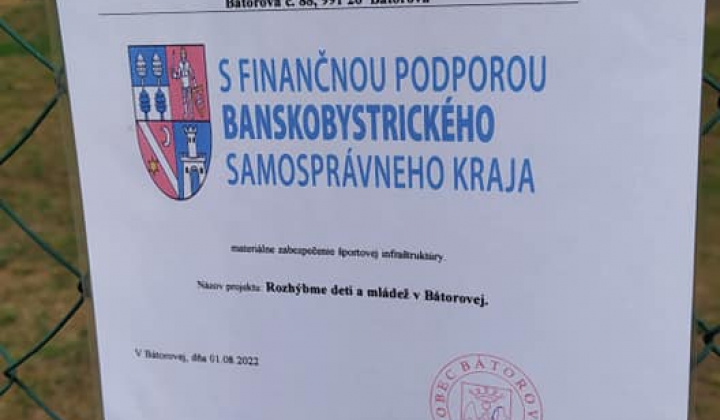 Bátorová č. 88, 991 26 Bátorová
S FINANČNOU PODPOROU
BANSKOBYSTRICKÉHO
SAMOSPRÁVNEHO KRAJA
materiálne zabezpečenie športovej infraštruktúry.
Názov projektu: Rozhýbme deti a mládež v Bátorovej.
V Bátorovej, dňa 01.08.2022
OBEC BÁTOROV